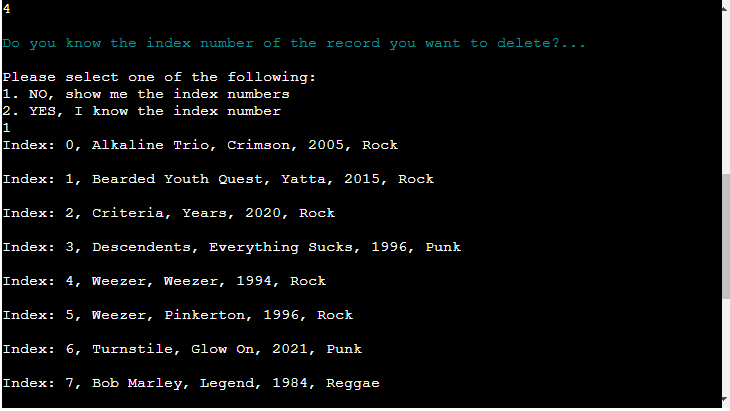 4
Do you know the index number of the record you want to delete?...
Please select one of the following:
1. NO, show me the index numbers
2. YES, I know the index number
1
Index: 0, Alkaline Trio, Crimson, 2005, Rock
Index: 1, Bearded Youth Quest, Yatta, 2015, Rock
Index: 2, Criteria, Years, 2020, Rock
Index: 3, Descendents, Everything Sucks, 1996, Punk
Index: 4, Weezer, Weezer, 1994, Rock
Index: 5, Weezer, Pinkerton, 1996, Rock
Index: 6, Turnstile, Glow On, 2021, Punk
Index: 7, Bob Marley, Legend, 1984, Reggae